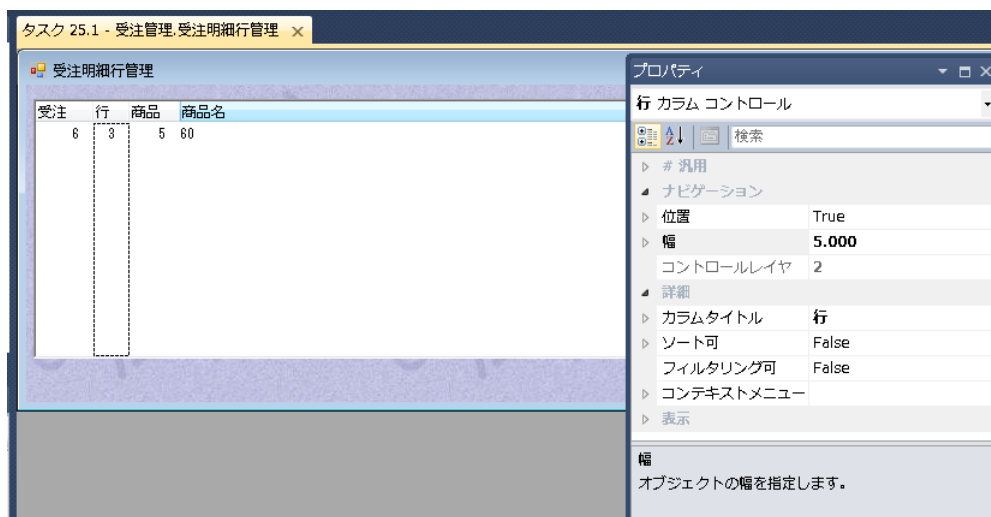 タスク 25.1 - 受注管理.受注明細行管理
受注明細行管理
受注 行 商品 商品名
6 3 5 60
プロパティ
行 カラム コントロール
検索
# 汎用
ナビゲーション
位置 True
幅 5.000
コントロールレイヤ 2
詳細
カラムタイトル 行
ソート可 False
フィルタリング可 False
コンテキストメニュー
表示
幅
オブジェクトの幅を指定します。